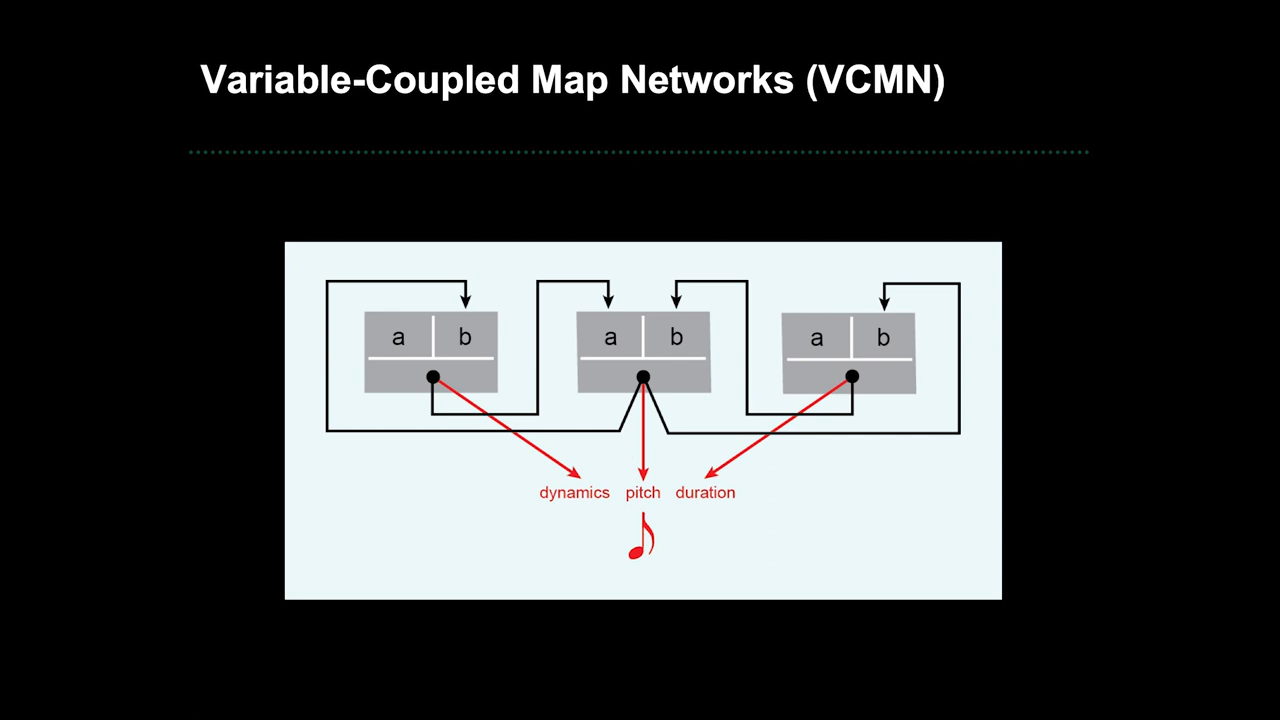 Variable-Coupled Map Networks (VCMN)
a b a b a b
dynamics pitch duration